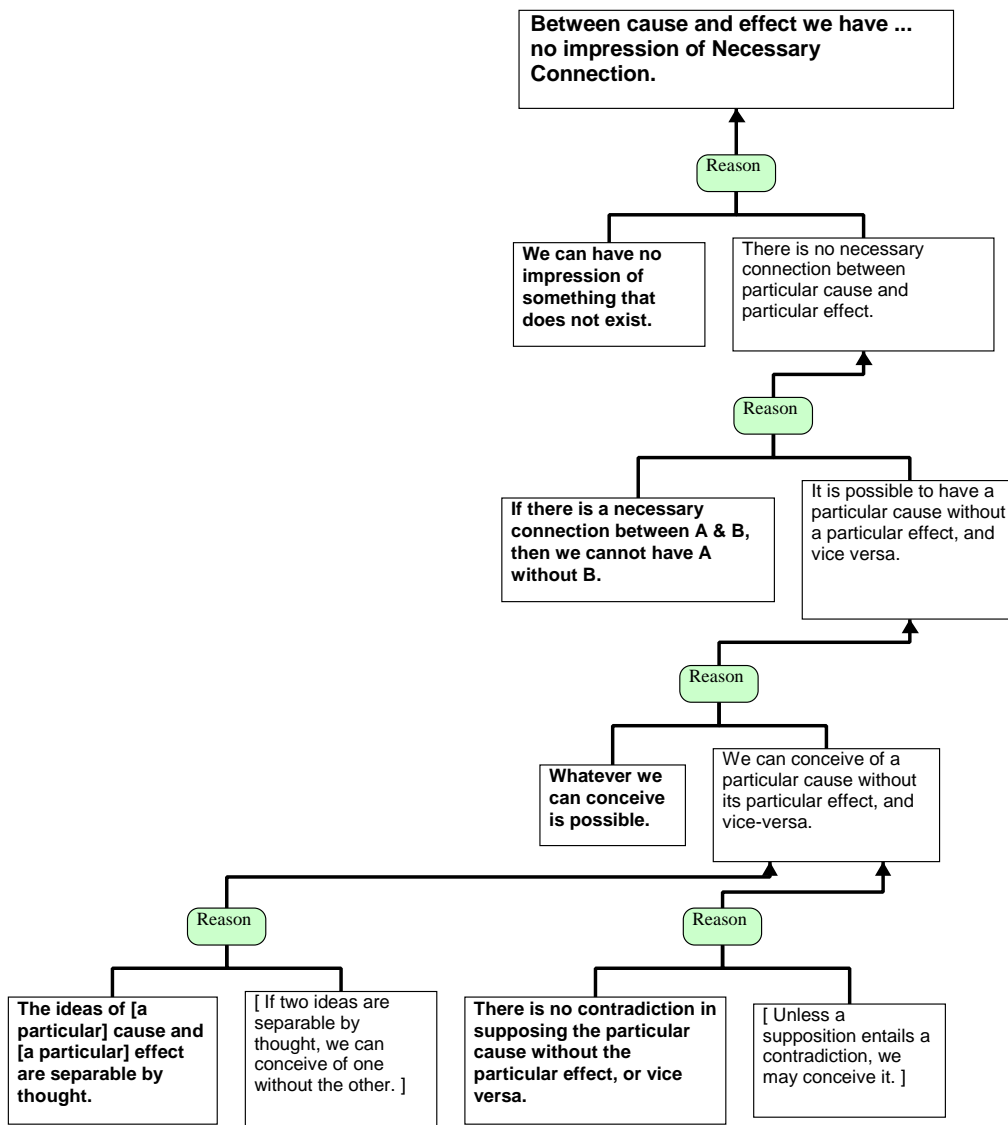 Between cause and effect we have ...
no impression of Necessary
Connection.
Reason
We can have no
impression of
something that
does not exist.
There is no necessary
connection between
particular cause and
particular effect.
Reason
If there is a necessary
connection between A & B,
then we cannot have A
without B.
It is possible to have a
particular cause without
a particular effect, and
vice versa.
Reason
Whatever we
can conceive
is possible.
We can conceive of a
particular cause without
its particular effect, and
vice-versa.
Reason
Reason
The ideas of [a
particular] cause and
[a particular] effect
are separable by
thought.
[ If two ideas are
separable by
thought, we can
conceive of one
without the other. ]
There is no contradiction in
supposing the particular
cause without the
particular effect, or vice
versa.
[ Unless a
supposition entails a
contradiction, we
may conceive it. ]